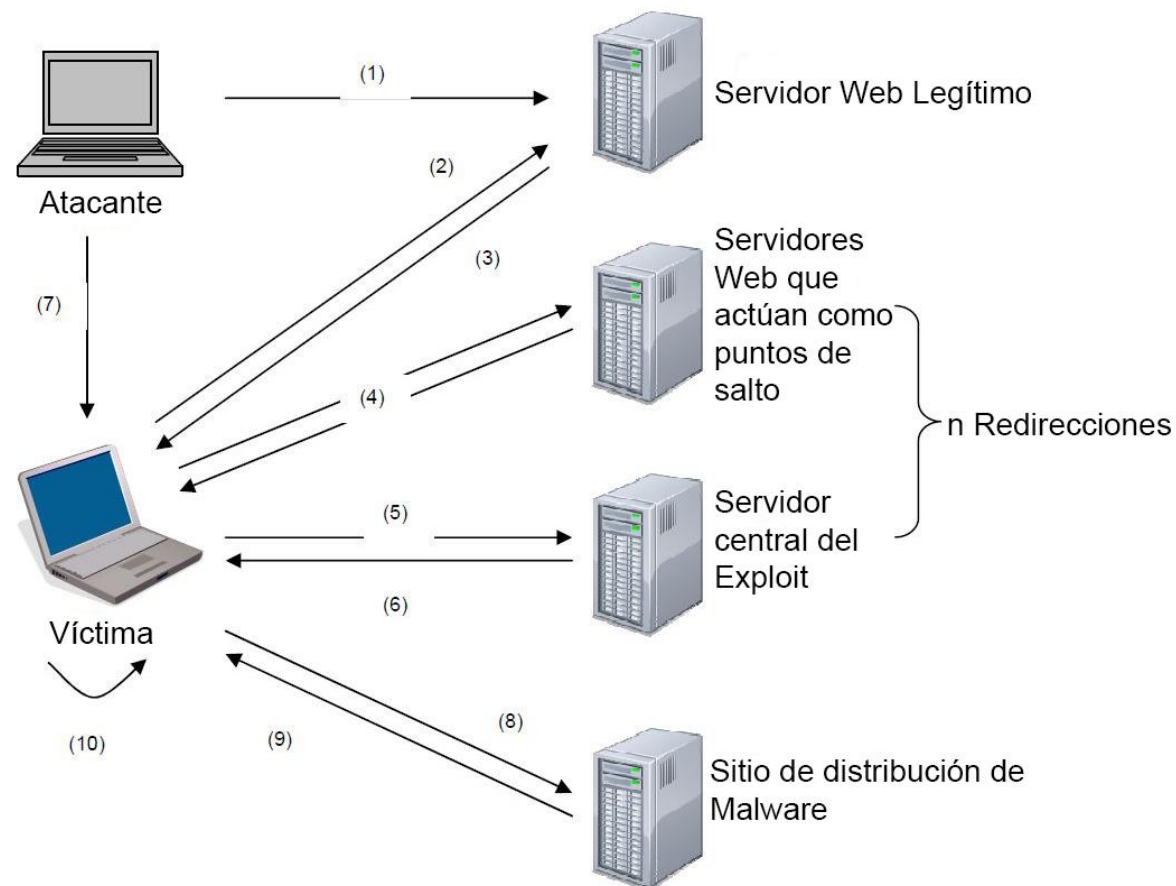 (1)
Servidor Web Legítimo
Atacante
(2)
(3)
Servidores
Web que
actúan como
puntos de
salto
(7)
(4)
n Redirecciones
(5)
Servidor
central del
Exploit
(6)
Víctima
(8)
(9)
(10)
Sitio de distribución de
Malware